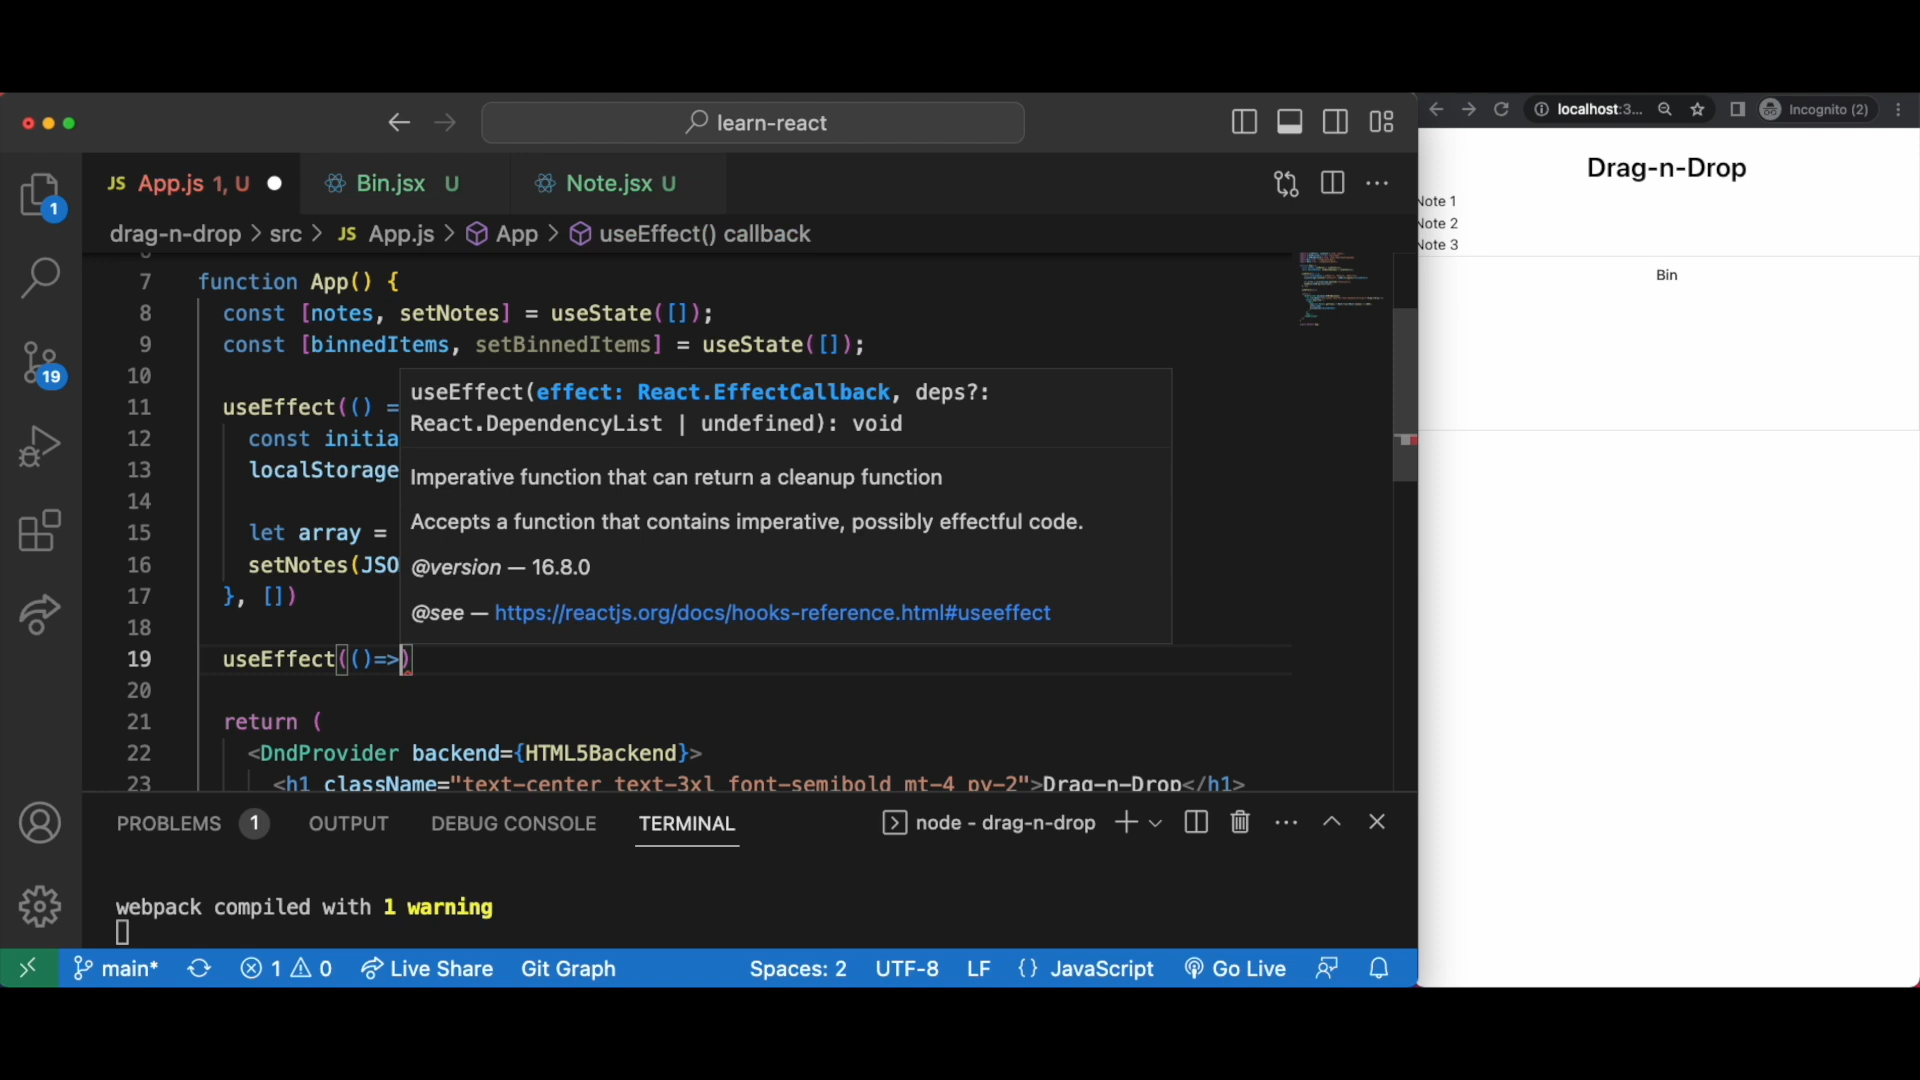 learn-react
JS App.js 1, U
Bin.jsx U
Note.jsx U
drag-n-drop > src > JS App.js > App > useEffect() callback
7 function App() {
8 const [notes, setNotes] = useState([]);
9 const [binnedItems, setBinnedItems] = useState([]);
10
11 useEffect(() =
12 const initia
13 localStorage
14
15 let array =
16 setNotes(JSO
17 }, [])
18
19 useEffect(()=>)
20
21 return (
22 <DndProvider backend={HTML5Backend}>
23 <h1 className="text-center text-3xl font-semibold mt-4 py-2">Drag-n-Drop</h1>
useEffect(effect: React.EffectCallback, deps?:
React.DependencyList | undefined): void
Imperative function that can return a cleanup function
Accepts a function that contains imperative, possibly effectful code.
@version — 16.8.0
@see — https://reactjs.org/docs/hooks-reference.html#useeffect
1
19
PROBLEMS 1 OUTPUT DEBUG CONSOLE TERMINAL
node - drag-n-drop
webpack compiled with 1 warning
main* 1 0 Live Share Git Graph
Spaces: 2 UTF-8 LF {} JavaScript Go Live
localhost:3... Incognito (2)
Drag-n-Drop
Note 1
Note 2
Note 3
Bin